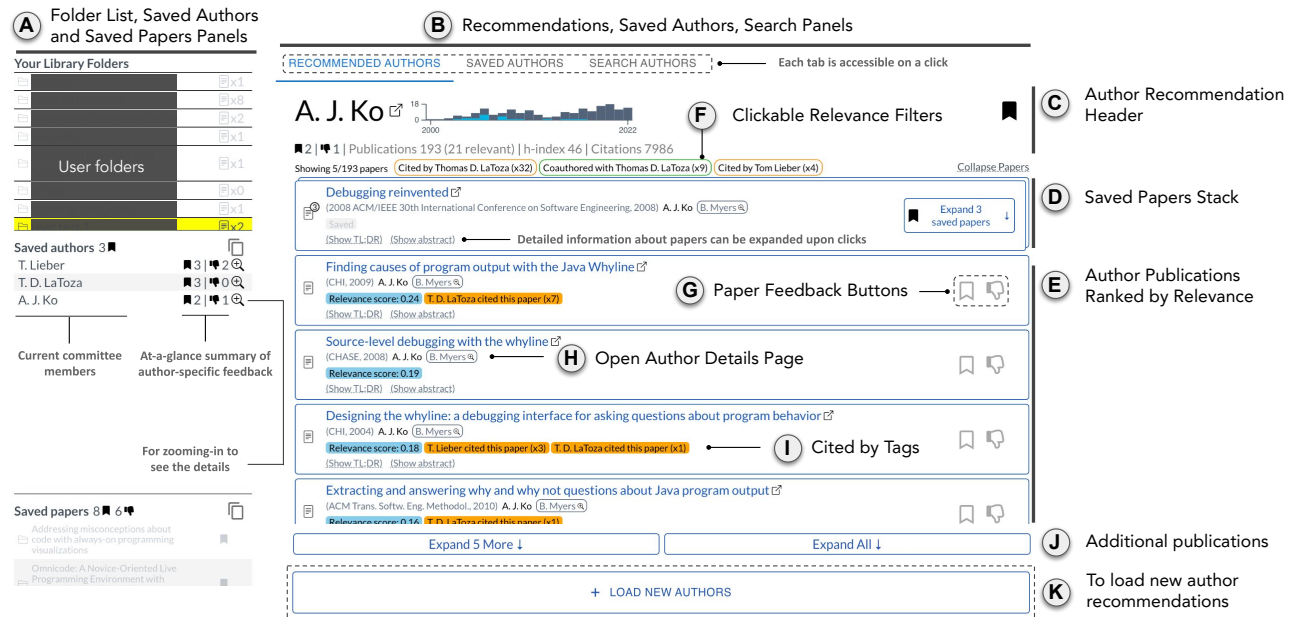 A Folder List, Saved Authors
and Saved Papers Panels
Your Library Folders
x1
x8
x2
x1
User folders
x1
x0
x1
x2
Saved authors 3
T. Lieber 3 | 2
T. D. LaToza 3 | 0
A. J. Ko 2 | 1
Current committee
members
At-a-glance summary of
author-specific feedback
For zooming-in to
see the details
Saved papers 8 6
Addressing misconceptions about
code with always-on programming
visualizations
Omnicode: A Novice-Oriented Live
Programming Environment with
B Recommendations, Saved Authors, Search Panels
RECOMMENDED AUTHORS SAVED AUTHORS SEARCH AUTHORS
Each tab is accessible on a click
A. J. Ko
18
0
2000 2022
F Clickable Relevance Filters
C Author Recommendation
Header
2 | 1 | Publications 193 (21 relevant) | h-index 46 | Citations 7986
Showing 5/193 papers Cited by Thomas D. LaToza (x32) Coauthored with Thomas D. LaToza (x9) Cited by Tom Lieber (x4) Collapse Papers
3
Debugging reinvented
(2008 ACM/IEEE 30th International Conference on Software Engineering, 2008) A. J. Ko B. Myers
Saved
(Show TL;DR) (Show abstract)
Detailed information about papers can be expanded upon clicks
Expand 3
saved papers ↓
D Saved Papers Stack
Finding causes of program output with the Java Whyline
(CHI, 2009) A. J. Ko B. Myers
Relevance score: 0.24 T. D. LaToza cited this paper (x7)
(Show TL;DR) (Show abstract)
G Paper Feedback Buttons
E Author Publications
Ranked by Relevance
Source-level debugging with the whyline
(CHASE, 2008) A. J. Ko B. Myers
Relevance score: 0.19
(Show TL;DR) (Show abstract)
H Open Author Details Page
Designing the whyline: a debugging interface for asking questions about program behavior
(CHI, 2004) A. J. Ko B. Myers
Relevance score: 0.18 T. Lieber cited this paper (x3) T. D. LaToza cited this paper (x1)
(Show TL;DR) (Show abstract)
I Cited by Tags
Extracting and answering why and why not questions about Java program output
(ACM Trans. Softw. Eng. Methodol., 2010) A. J. Ko B. Myers
Relevance score: 0.16 T. D. LaToza cited this paper (x1)
Expand 5 More ↓ Expand All ↓
J Additional publications
+ LOAD NEW AUTHORS
K To load new author
recommendations